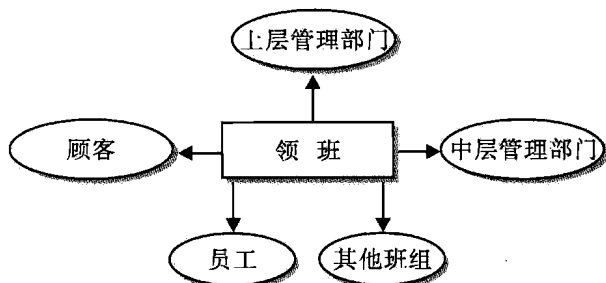 上层管理部门
顾客
领 班
中层管理部门
员工
其他班组